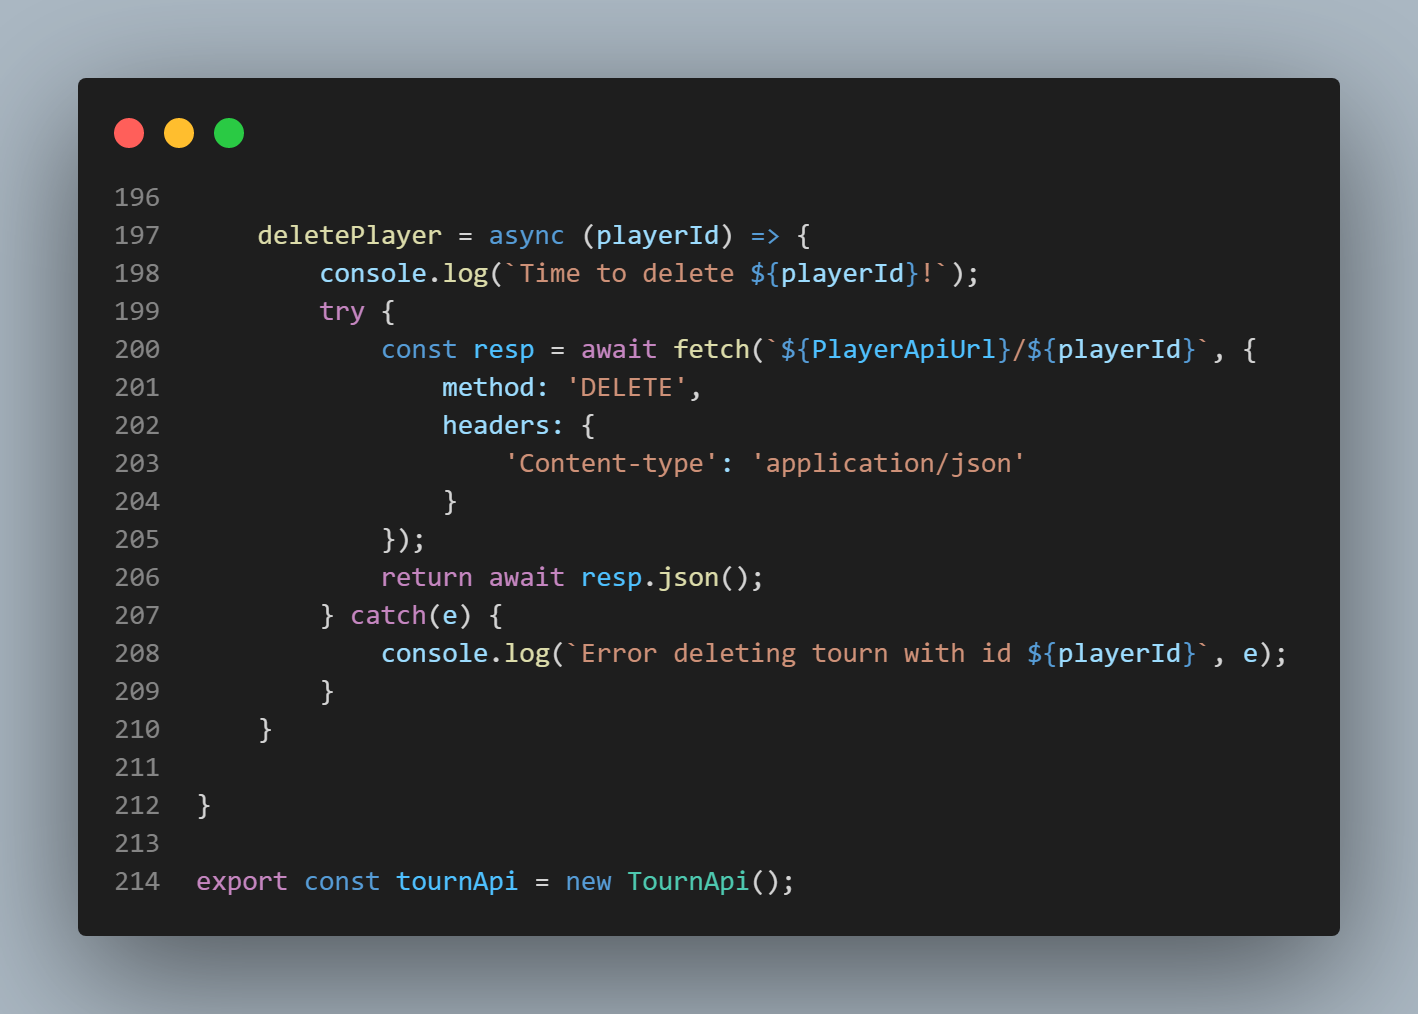 196
197     deletePlayer = async (playerId) => {
198         console.log(`Time to delete ${playerId}!`);
199         try {
200             const resp = await fetch(`${PlayerApiUrl}/${playerId}`, {
201                 method: 'DELETE',
202                 headers: {
203                     'Content-type': 'application/json'
204                 }
205             });
206             return await resp.json();
207         } catch(e) {
208             console.log(`Error deleting tourn with id ${playerId}`, e);
209         }
210     }
211
212 }
213
214 export const tournApi = new TournApi();